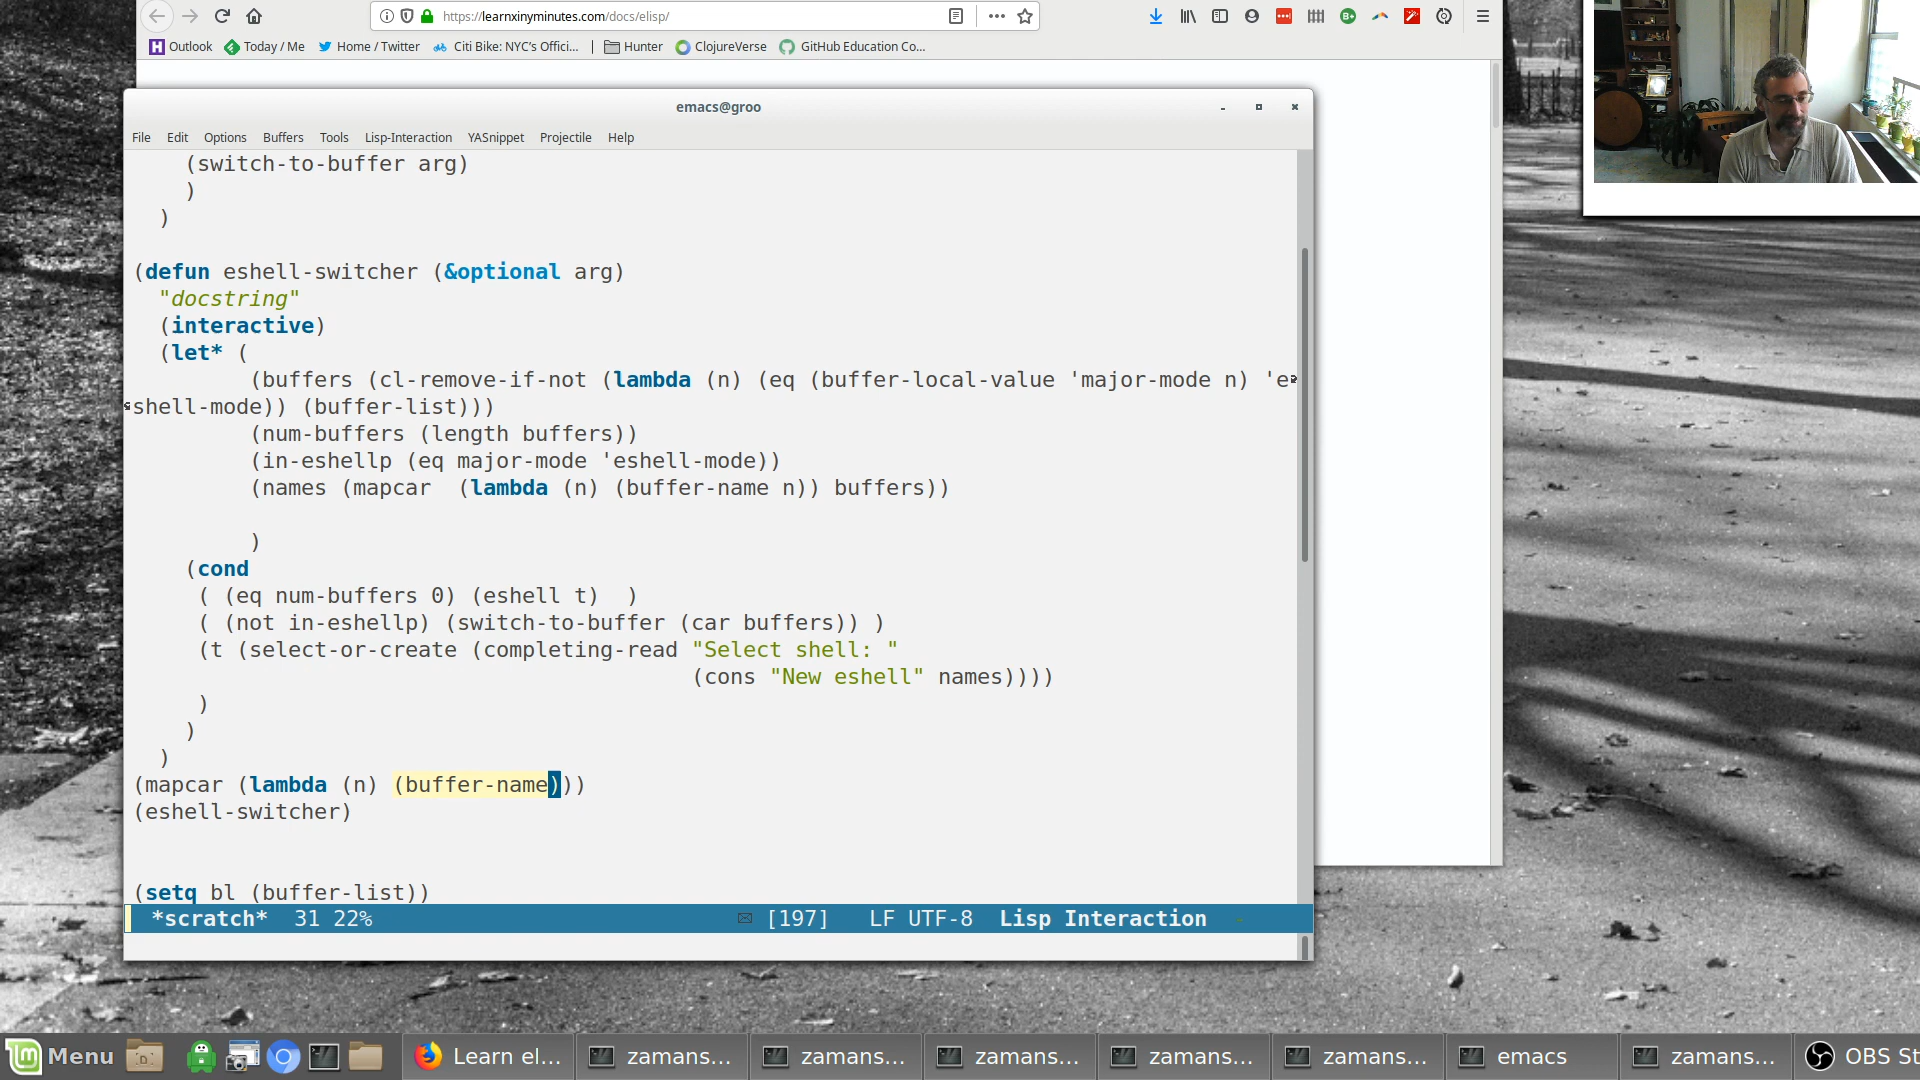 https://learnxinyminutes.com/docs/elisp/
Outlook Today / Me Home / Twitter Citi Bike: NYC's Offici... Hunter ClojureVerse GitHub Education Co...
emacs@groo
File Edit Options Buffers Tools Lisp-Interaction YASnippet Projectile Help
(switch-to-buffer arg)
)
)
(defun eshell-switcher (&optional arg)
"docstring"
(interactive)
(let* (
(buffers (cl-remove-if-not (lambda (n) (eq (buffer-local-value 'major-mode n) 'e
shell-mode)) (buffer-list)))
(num-buffers (length buffers))
(in-eshellp (eq major-mode 'eshell-mode))
(names (mapcar  (lambda (n) (buffer-name n)) buffers))
)
(cond
( (eq num-buffers 0) (eshell t)  )
( (not in-eshellp) (switch-to-buffer (car buffers)) )
(t (select-or-create (completing-read "Select shell: "
(cons "New eshell" names))))
)
)
)
(mapcar (lambda (n) (buffer-name)))
(eshell-switcher)
(setq bl (buffer-list))
*scratch*  31 22% [197] LF UTF-8 Lisp Interaction
Menu Learn el... zamans... zamans... zamans... zamans... zamans... emacs zamans... OBS St